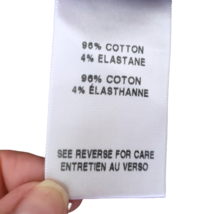 96% COTTON
4% ELASTANE
96% COTON
4% ÉLASTHANNE
SEE REVERSE FOR CARE
ENTRETIEN AU VERSO